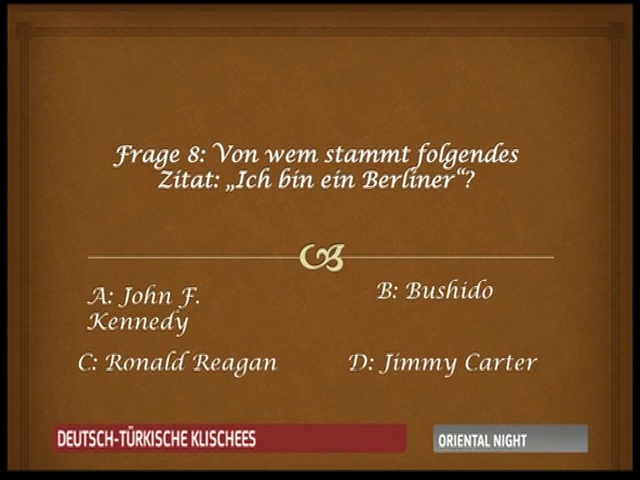 Frage 8: Von wem stammt folgendes
Zitat: „Ich bin ein Berliner“?
A: John F.
Kennedy
B: Bushido
C: Ronald Reagan
D: Jimmy Carter
DEUTSCH-TÜRKISCHE KLISCHEES
ORIENTAL NIGHT